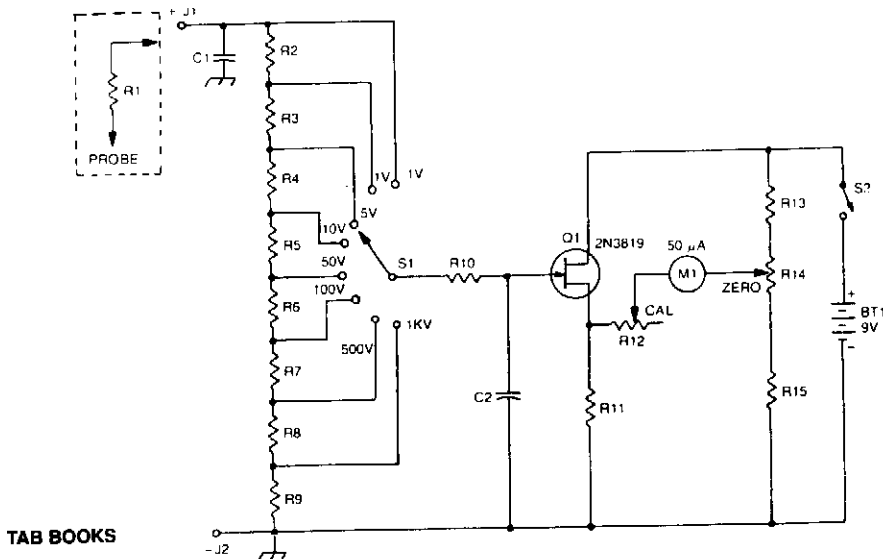 + J1
C1
R2
R1
PROBE
R3
1V
1V
R4
5V
10V
R5
50V
S1
R6
100V
R7
500V
1KV
R8
R9
R10
Q1
2N3819
50 µA
M1
CAL
R12
ZERO
R13
R14
R15
S2
+
BT1
9V
-
C2
R11
TAB BOOKS
-J2